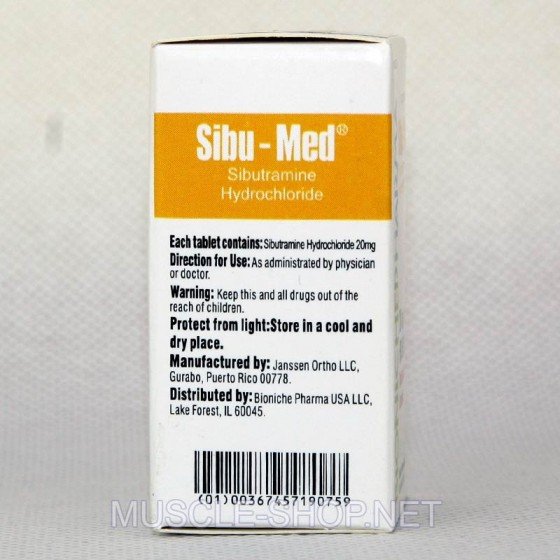 Sibu - Med®
Sibutramine
Hydrochloride
Each tablet contains: Sibutramine Hydrochloride 20mg
Direction for Use: As administrated by physician
or doctor.
Warning: Keep this and all drugs out of the
reach of children.
Protect from light:Store in a cool and
dry place.
Manufactured by: Janssen Ortho LLC,
Gurabo, Puerto Rico 00778.
Distributed by: Bioniche Pharma USA LLC,
Lake Forest, IL 60045.
(01)00367457190759
MUSCLE-SHOP.NET